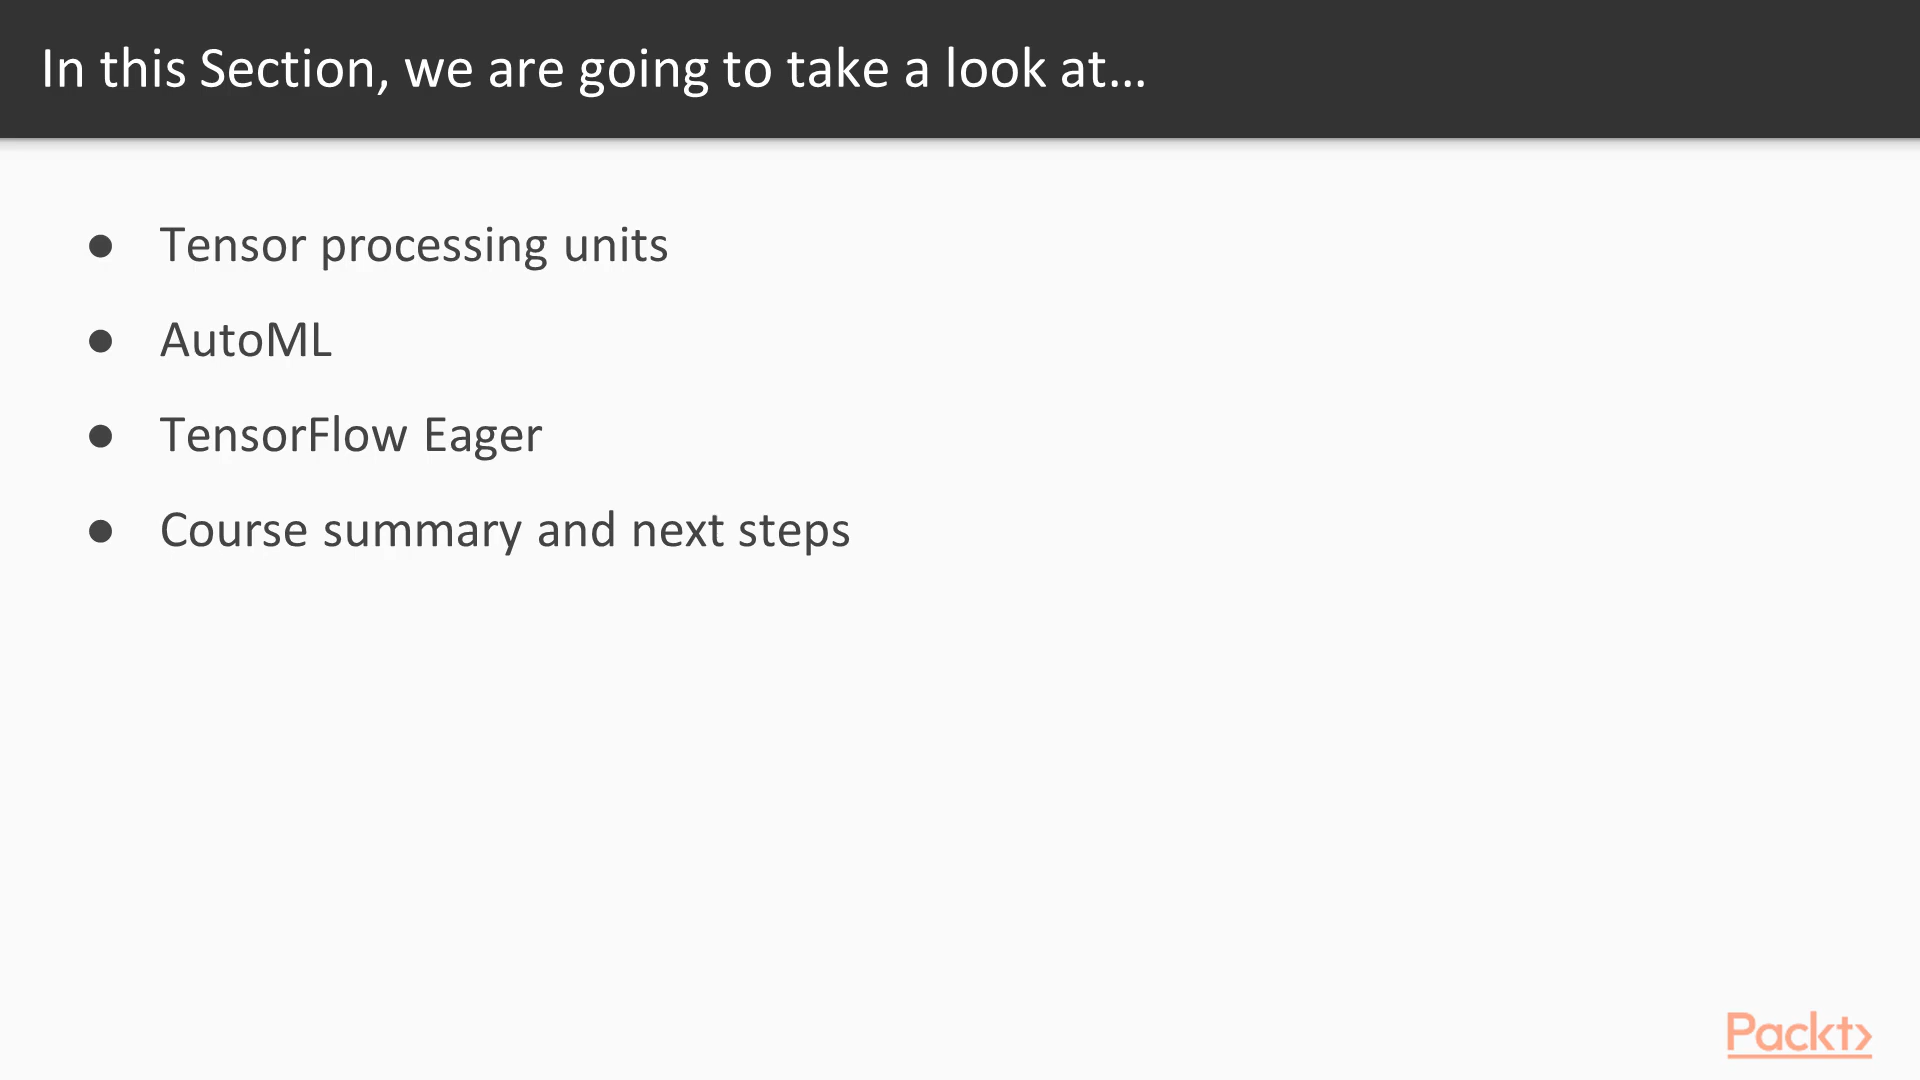 In this Section, we are going to take a look at...
● Tensor processing units
● AutoML
● TensorFlow Eager
● Course summary and next steps
Packt>